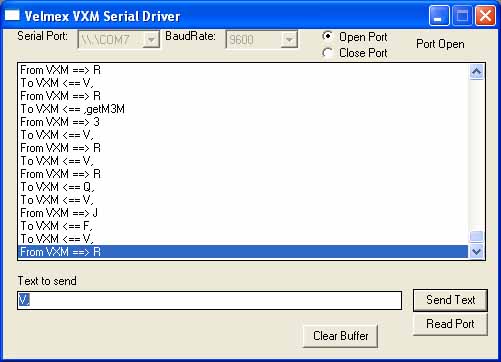 Velmex VXM Serial Driver
Serial Port: \\.\COM7 BaudRate: 9600 Open Port Port Open
Close Port
From VXM ==> R
To VXM <== V,
From VXM ==> R
To VXM <== ,getM3M
From VXM ==> 3
To VXM <== V,
From VXM ==> R
To VXM <== V,
From VXM ==> R
To VXM <== Q,
To VXM <== V,
From VXM ==> J
To VXM <== F,
To VXM <== V,
From VXM ==> R
Text to send
V, Send Text
Read Port
Clear Buffer